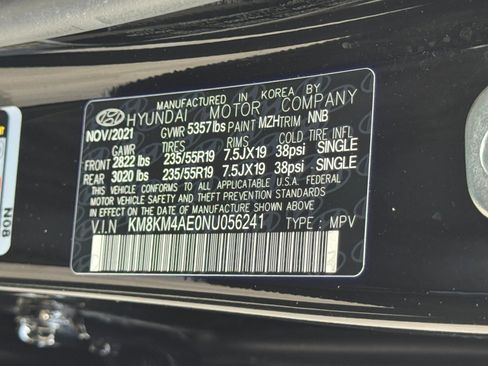 MANUFACTURED IN KOREA BY
HYUNDAI MOTOR COMPANY
NOV/2021 GVWR 5357lbs PAINT MZH TRIM NNB
GAWR TIRES RIMS COLD TIRE INFL
FRONT 2822 lbs 235/55R19 7.5JX19 38psi SINGLE
REAR 3020 lbs 235/55R19 7.5JX19 38psi SINGLE
THIS VEHICLE CONFORMS TO ALL APPLICABLE U.S.A. FEDERAL
MOTOR VEHICLE SAFETY, BUMPER AND THEFT PREVENTION STANDARDS
IN EFFECT ON THE DATE OF MANUFACTURE SHOWN ABOVE.
V.I.N KM8KM4AE0NU056241 TYPE: MPV
N08